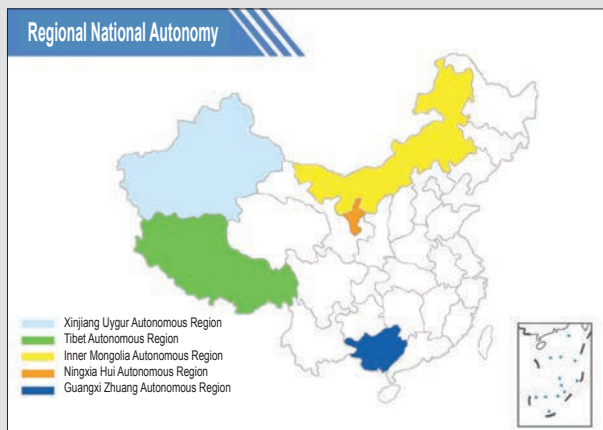 Regional National Autonomy
Xinjiang Uygur Autonomous Region
Tibet Autonomous Region
Inner Mongolia Autonomous Region
Ningxia Hui Autonomous Region
Guangxi Zhuang Autonomous Region